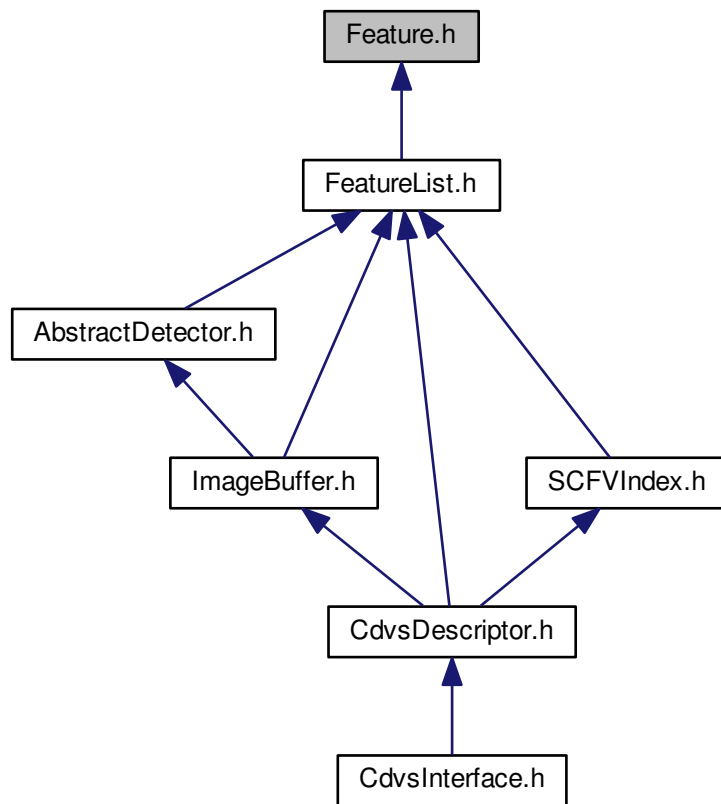 Feature.h
FeatureList.h
AbstractDetector.h
ImageBuffer.h
SCFVIndex.h
CdvsDescriptor.h
CdvsInterface.h